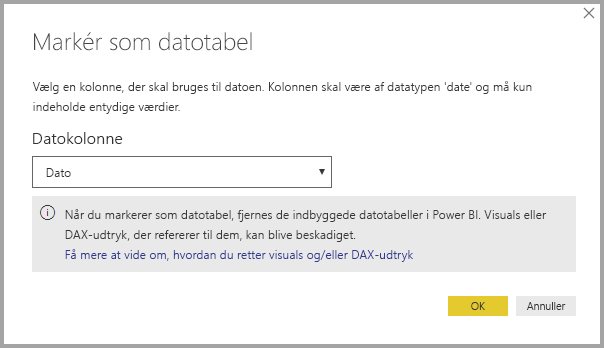 Markér som datotabel
Vælg en kolonne, der skal bruges til datoen. Kolonnen skal være af datatypen 'date' og må kun
indeholde entydige værdier.
Datokolonne
Dato
Når du markerer som datotabel, fjernes de indbyggede datotabeller i Power BI. Visuals eller
DAX-udtryk, der refererer til dem, kan blive beskadiget.
Få mere at vide om, hvordan du retter visuals og/eller DAX-udtryk
OK
Annuller